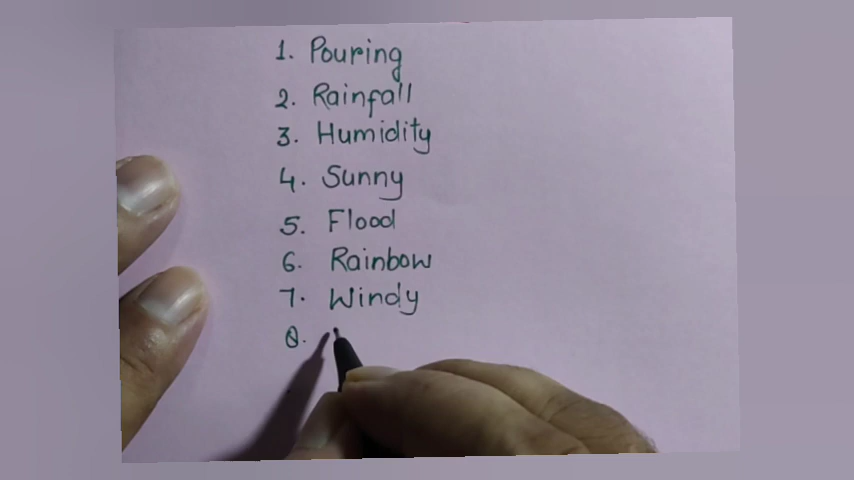 1. Pouring
2. Rainfall
3. Humidity
4. Sunny
5. Flood
6. Rainbow
7. Windy
8.